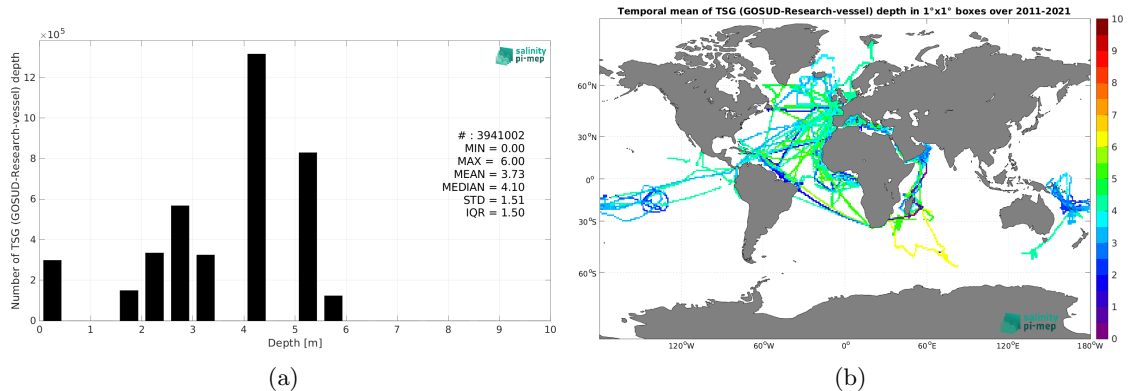 ×10⁵
12
10
8
6
4
2
0
Number of TSG (GOSUD-Research-vessel) depth
0 1 2 3 4 5 6 7 8 9 10
Depth [m]
salinity
pi-mep
# : 3941002
MIN = 0.00
MAX = 6.00
MEAN = 3.73
MEDIAN = 4.10
STD = 1.51
IQR = 1.50
(a)
Temporal mean of TSG (GOSUD-Research-vessel) depth in 1°x1° boxes over 2011-2021
60°N
30°N
0°
30°S
60°S
120°W 60°W 0° 60°E 120°E 180°W
salinity
pi-mep
10
9
8
7
6
5
4
3
2
1
0
(b)